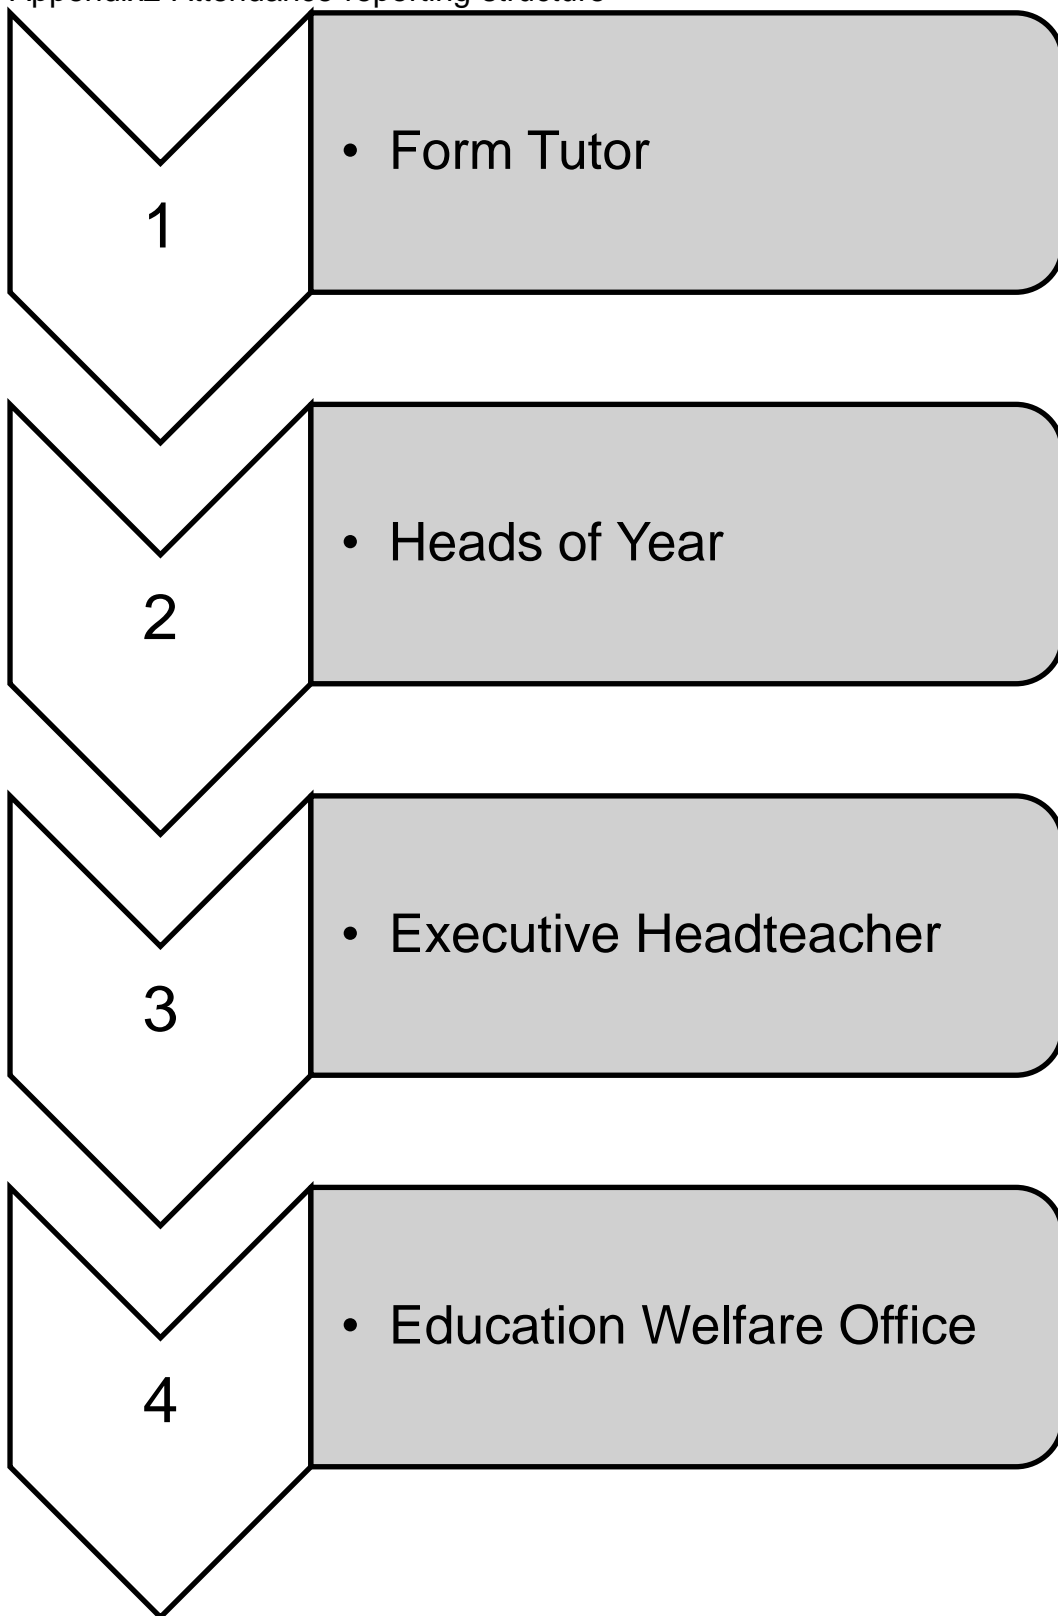 Appendix2 Attendance reporting structure
1
• Form Tutor
2
• Heads of Year
3
• Executive Headteacher
4
• Education Welfare Office